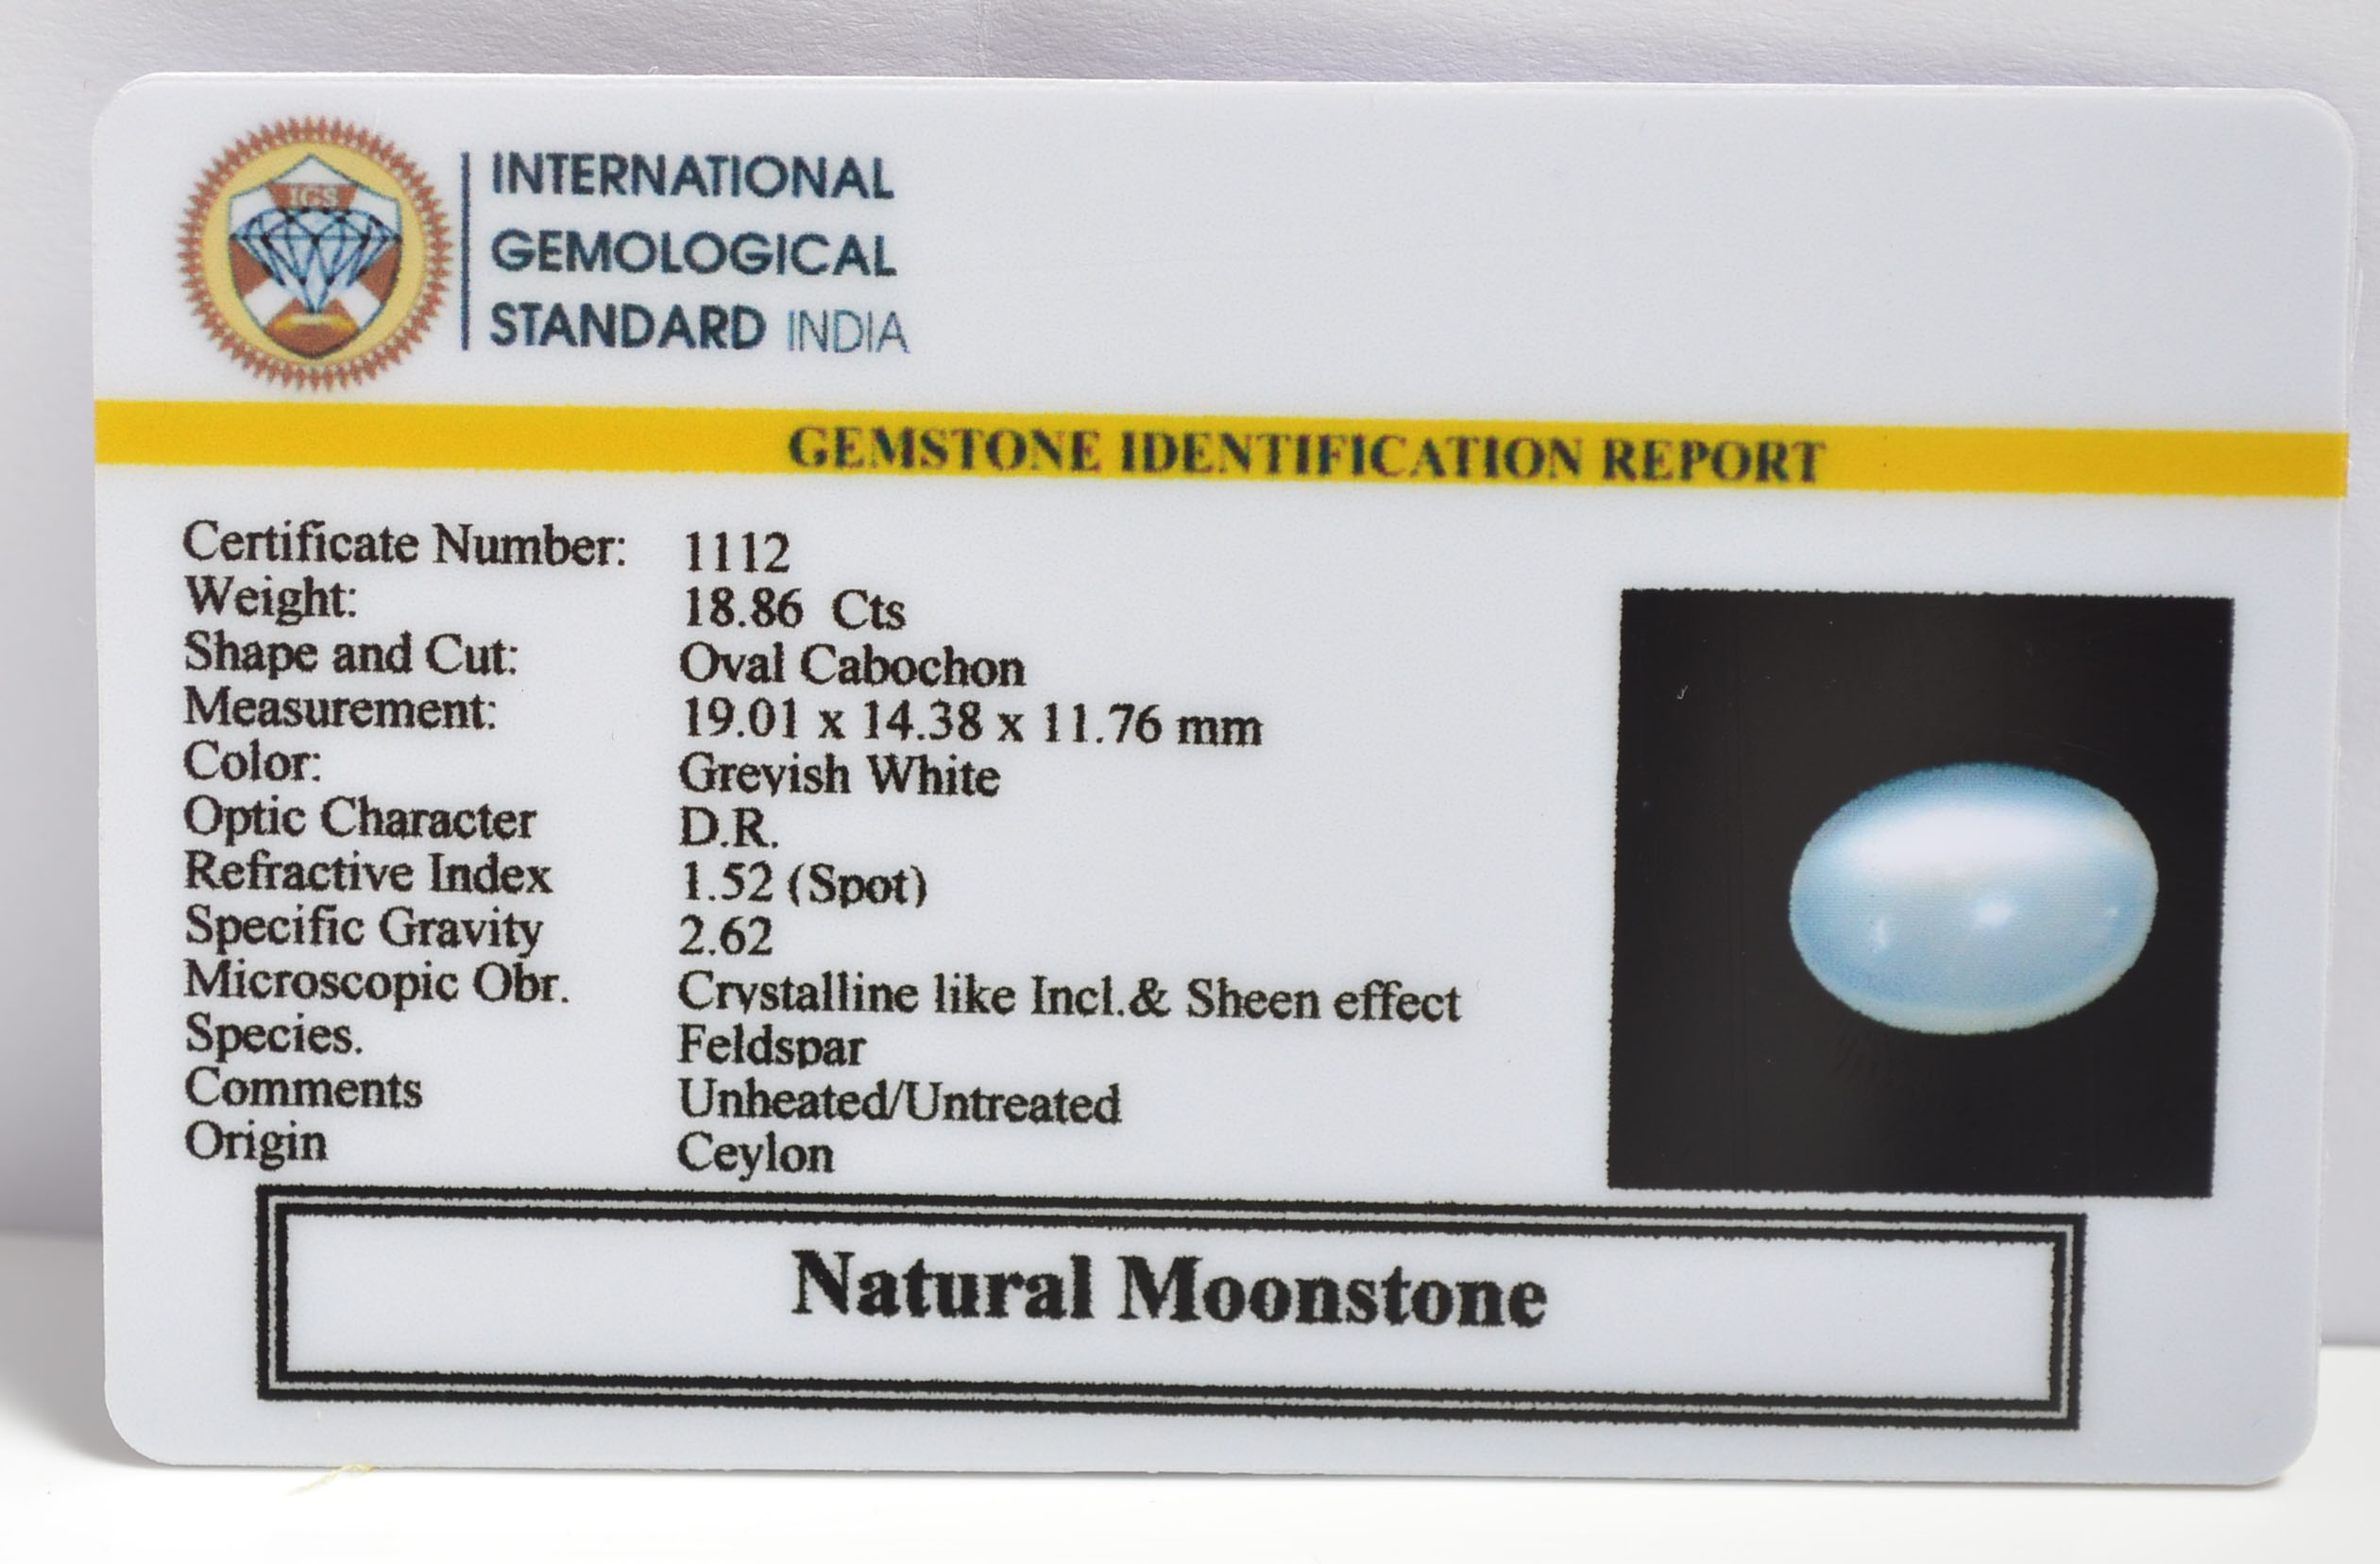 IGS
INTERNATIONAL
GEMOLOGICAL
STANDARD INDIA
GEMSTONE IDENTIFICATION REPORT
Certificate Number: 1112
Weight: 18.86 Cts
Shape and Cut: Oval Cabochon
Measurement: 19.01 x 14.38 x 11.76 mm
Color: Greyish White
Optic Character D.R.
Refractive Index 1.52 (Spot)
Specific Gravity 2.62
Microscopic Obr. Crystalline like Incl.& Sheen effect
Species. Feldspar
Comments Unheated/Untreated
Origin Ceylon
Natural Moonstone